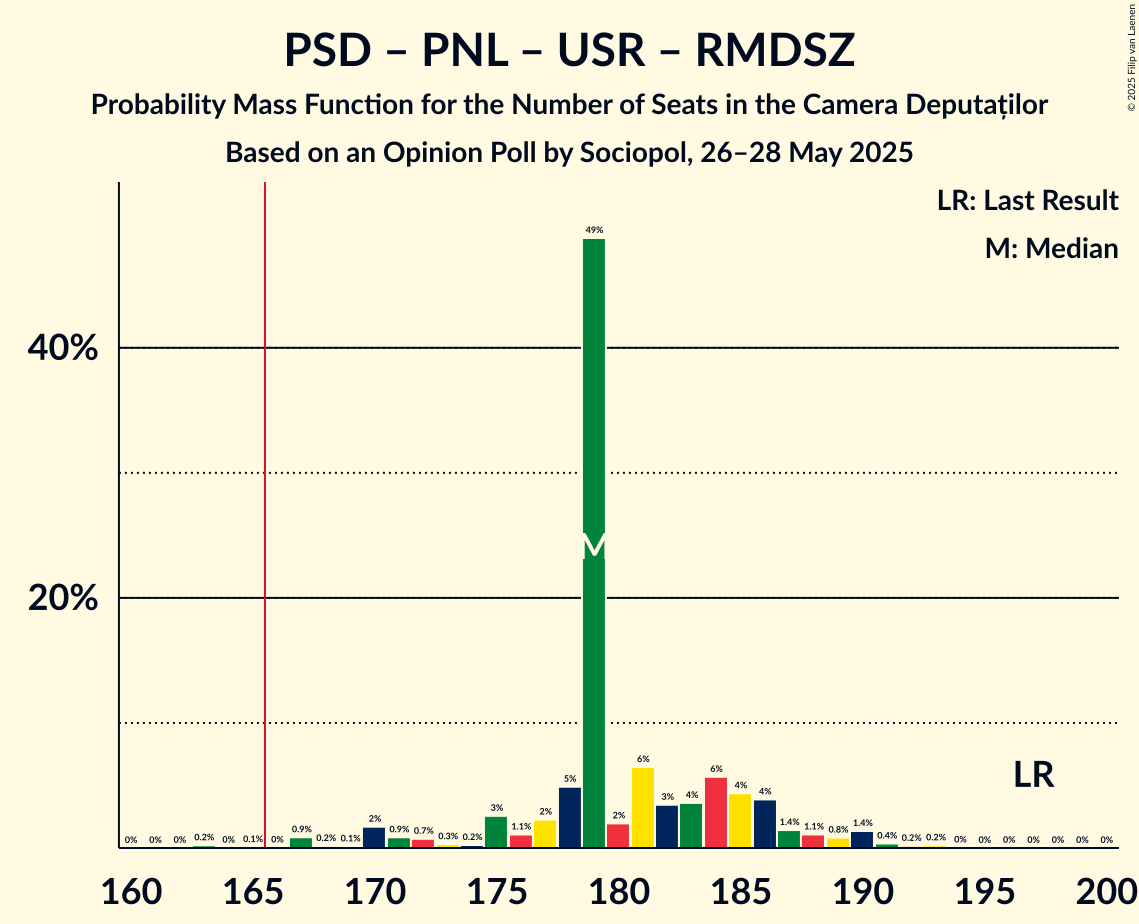 PSD – PNL – USR – RMDSZ
Probability Mass Function for the Number of Seats in the Camera Deputaților
Based on an Opinion Poll by Sociopol, 26–28 May 2025
© 2025 Filip van Laenen
LR: Last Result
M: Median
49%
40%
M
20%
LR
0% 0% 0% 0.2% 0% 0.1% 0% 0.9% 0.2% 0.1% 2% 0.9% 0.7% 0.3% 0.2% 3% 1.1% 2% 5% 2% 6% 3% 4% 6% 4% 4% 1.4% 1.1% 0.8% 1.4% 0.4% 0.2% 0.2% 0% 0% 0% 0% 0% 0% 0%
160 165 170 175 180 185 190 195 200